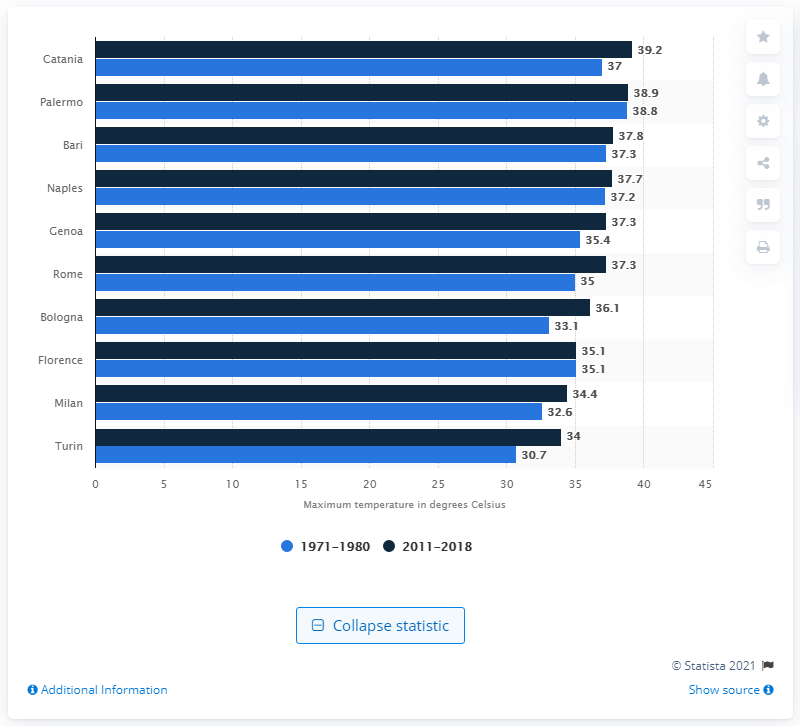 Catania 39.2
37
Palermo 38.9
38.8
Bari 37.8
37.3
Naples 37.7
37.2
Genoa 37.3
35.4
Rome 37.3
35
Bologna 36.1
33.1
Florence 35.1
35.1
Milan 34.4
32.6
Turin 34
30.7
0 5 10 15 20 25 30 35 40 45
Maximum temperature in degrees Celsius
1971–1980 2011–2018
Collapse statistic
© Statista 2021
Additional Information Show source